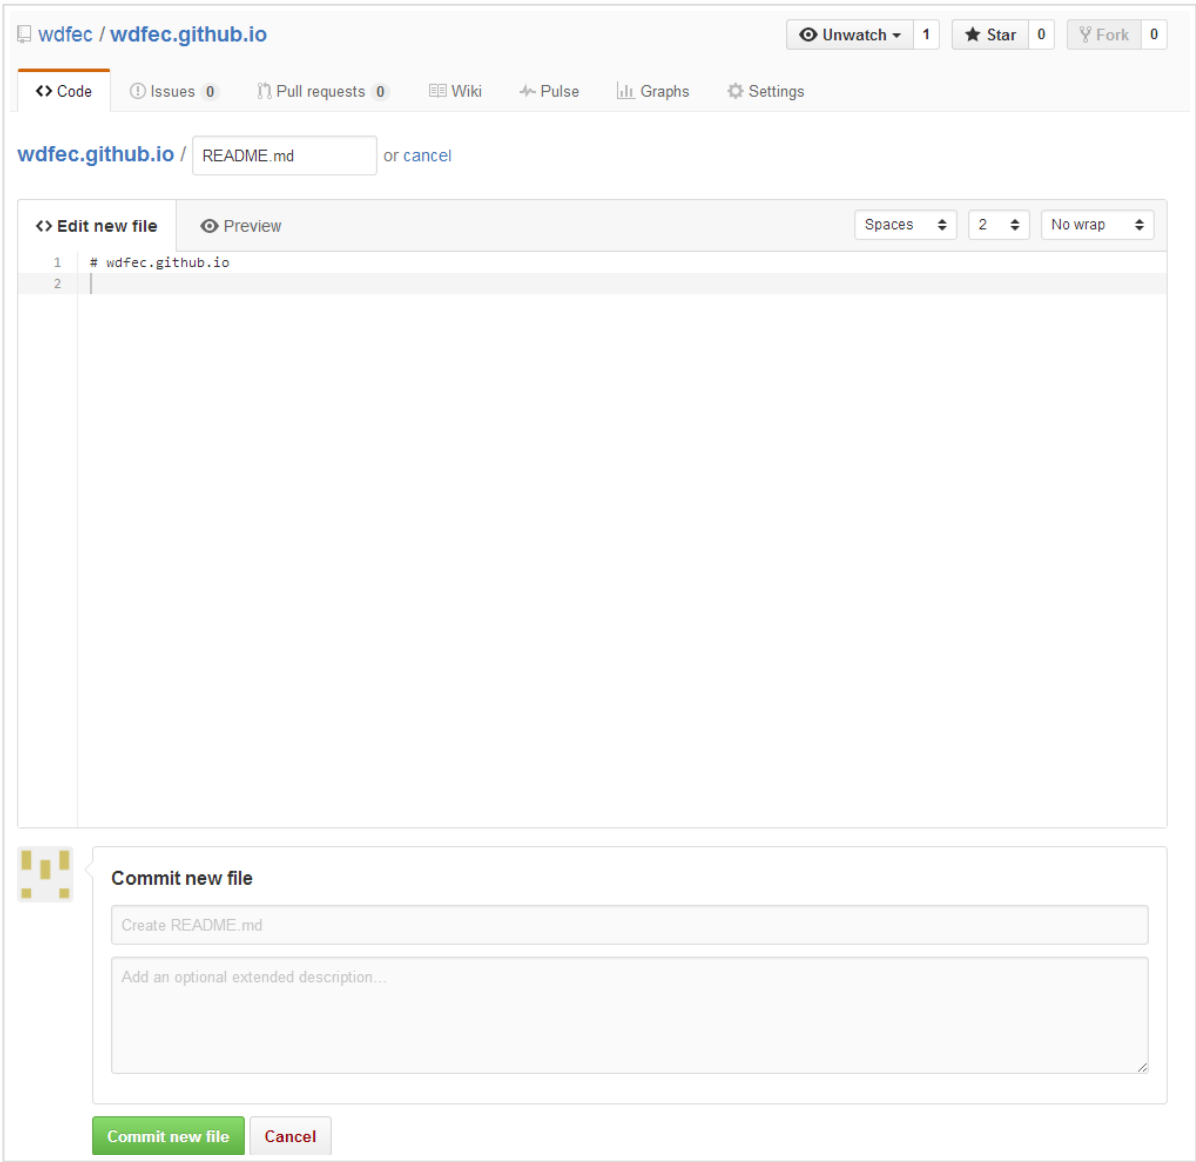 wdfec / wdfec.github.io Unwatch 1 Star 0 Fork 0
Code Issues 0 Pull requests 0 Wiki Pulse Graphs Settings
wdfec.github.io / README.md or cancel
Edit new file Preview Spaces 2 No wrap
1 # wdfec.github.io
2
Commit new file
Create README.md
Add an optional extended description...
Commit new file Cancel